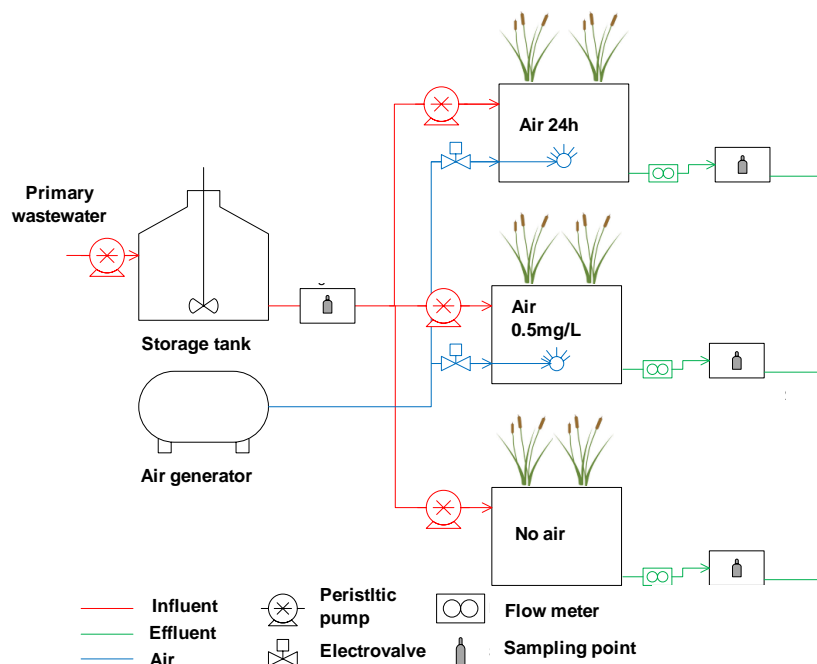 Primary
wastewater
Storage tank
Air generator
Air 24h
Air
0.5mg/L
No air
Influent
Effluent
Air
Peristltic
pump
Electrovalve
Flow meter
Sampling point